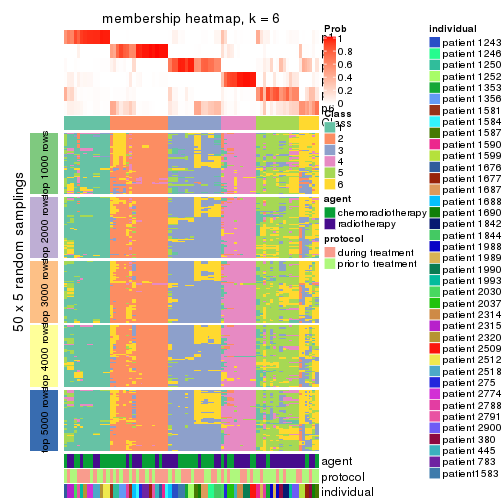 membership heatmap, k = 6
Prob
1
0.8
0.6
0.4
0.2
0
Class
1
2
3
4
5
6
agent
chemoradiotherapy
radiotherapy
protocol
during treatment
prior to treatment
individual
patient 1243
patient 1246
patient 1250
patient 1252
patient 1353
patient 1356
patient 1581
patient 1584
patient 1587
patient 1590
patient 1599
patient 1676
patient 1677
patient 1687
patient 1688
patient 1690
patient 1842
patient 1844
patient 1988
patient 1989
patient 1990
patient 1993
patient 2030
patient 2037
patient 2314
patient 2315
patient 2320
patient 2509
patient 2512
patient 2518
patient 275
patient 2774
patient 2788
patient 2791
patient 2900
patient 380
patient 445
patient 783
patient1583
50 x 5 random samplings
top 1000 rows
top 2000 rows
top 3000 rows
top 4000 rows
top 5000 rows
agent
protocol
individual